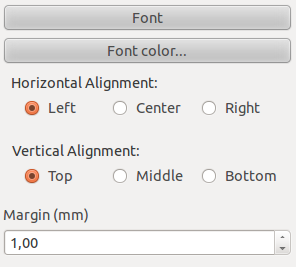 Font
Font color...
Horizontal Alignment:
Left Center Right
Vertical Alignment:
Top Middle Bottom
Margin (mm)
1,00